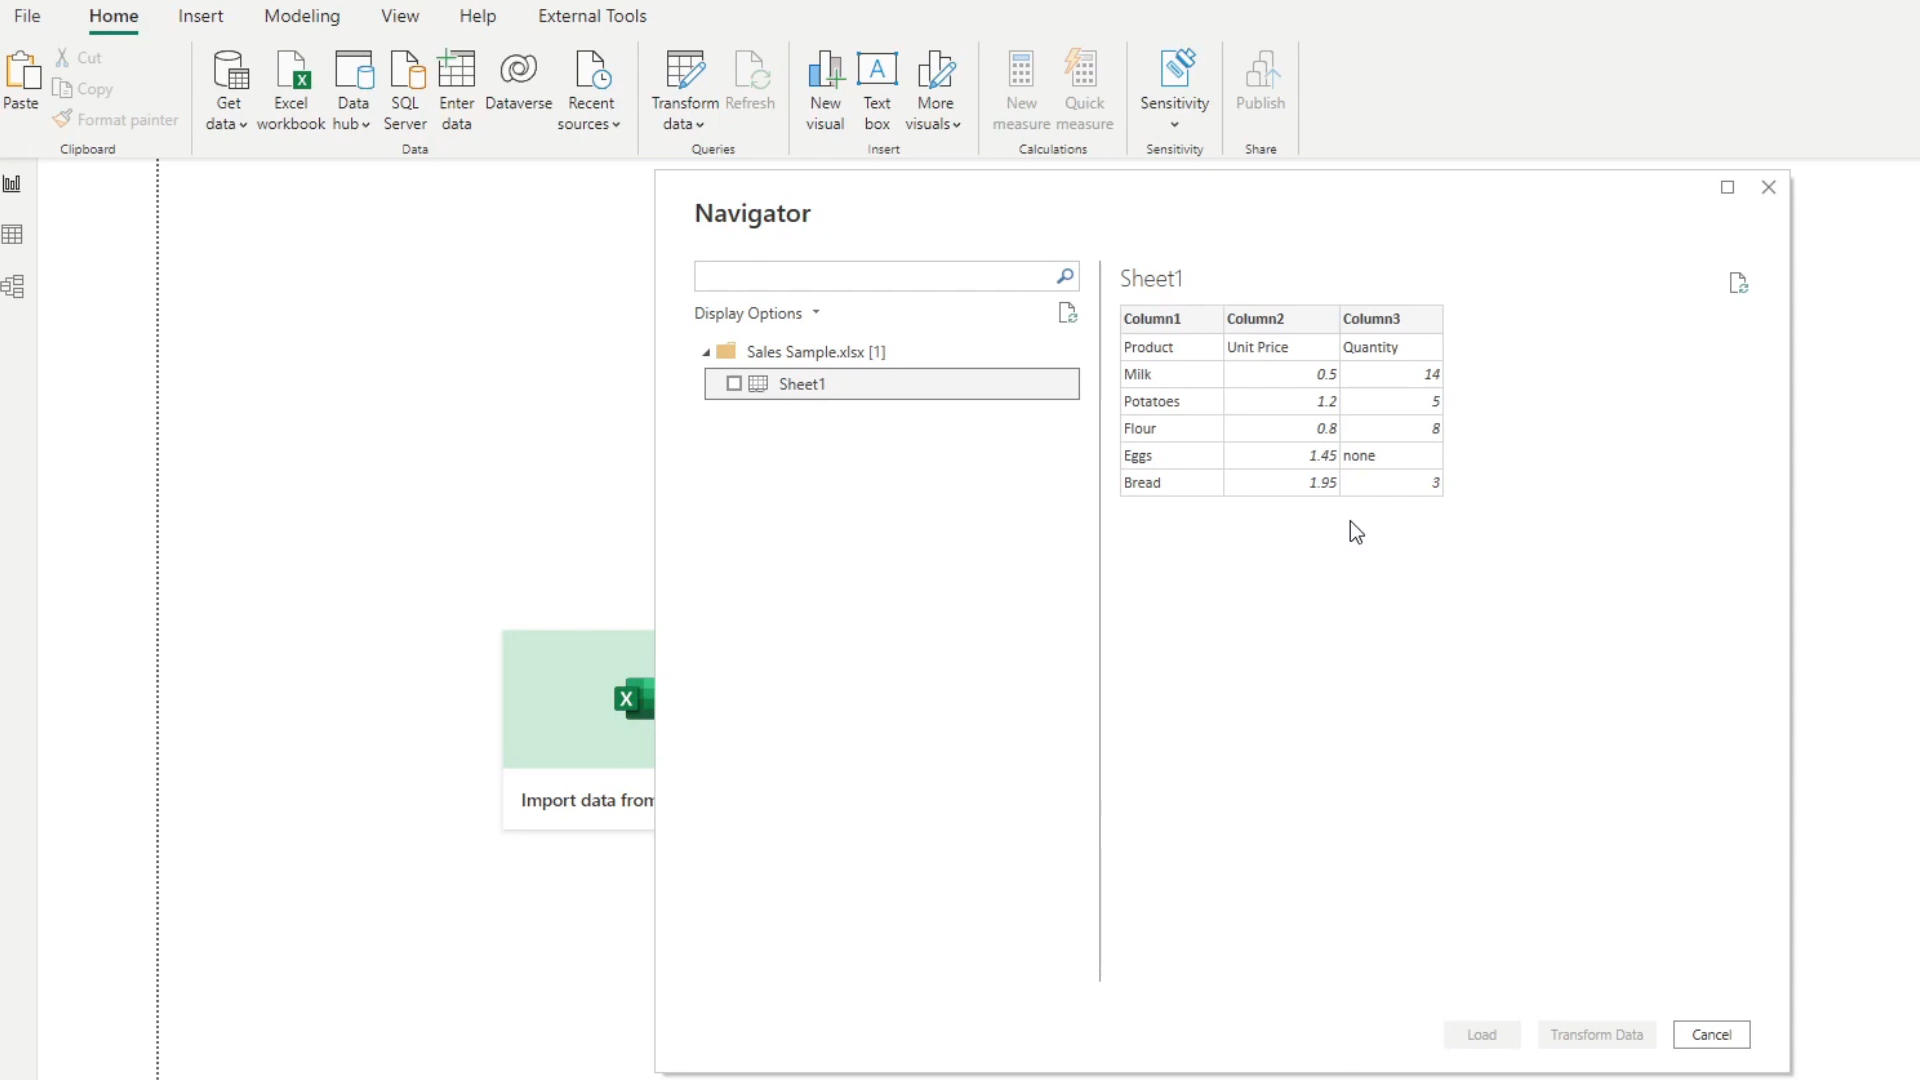 File Home Insert Modeling View Help External Tools
Paste
Cut
Copy
Format painter
Clipboard
Get data
Excel workbook
Data hub
SQL Server
Enter data
Dataverse
Recent sources
Data
Transform data
Refresh
Queries
New visual
A
Text box
More visuals
Insert
New measure
Quick measure
Calculations
Sensitivity
Sensitivity
Publish
Share
Navigator
Display Options
Sales Sample.xlsx [1]
Sheet1
Sheet1
Column1 Column2 Column3
Product Unit Price Quantity
Milk 0.5 14
Potatoes 1.2 5
Flour 0.8 8
Eggs 1.45 none
Bread 1.95 3
X
Import data from
Load Transform Data Cancel